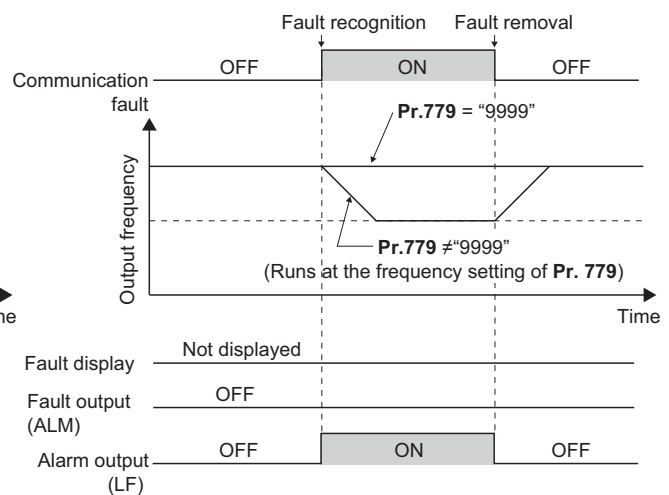 Fault recognition Fault removal
Communication fault
OFF ON OFF
Pr.779 = “9999”
Output frequency
Pr.779 ≠“9999”
(Runs at the frequency setting of Pr. 779)
me
Time
Fault display
Not displayed
Fault output (ALM)
OFF
Alarm output (LF)
OFF ON OFF